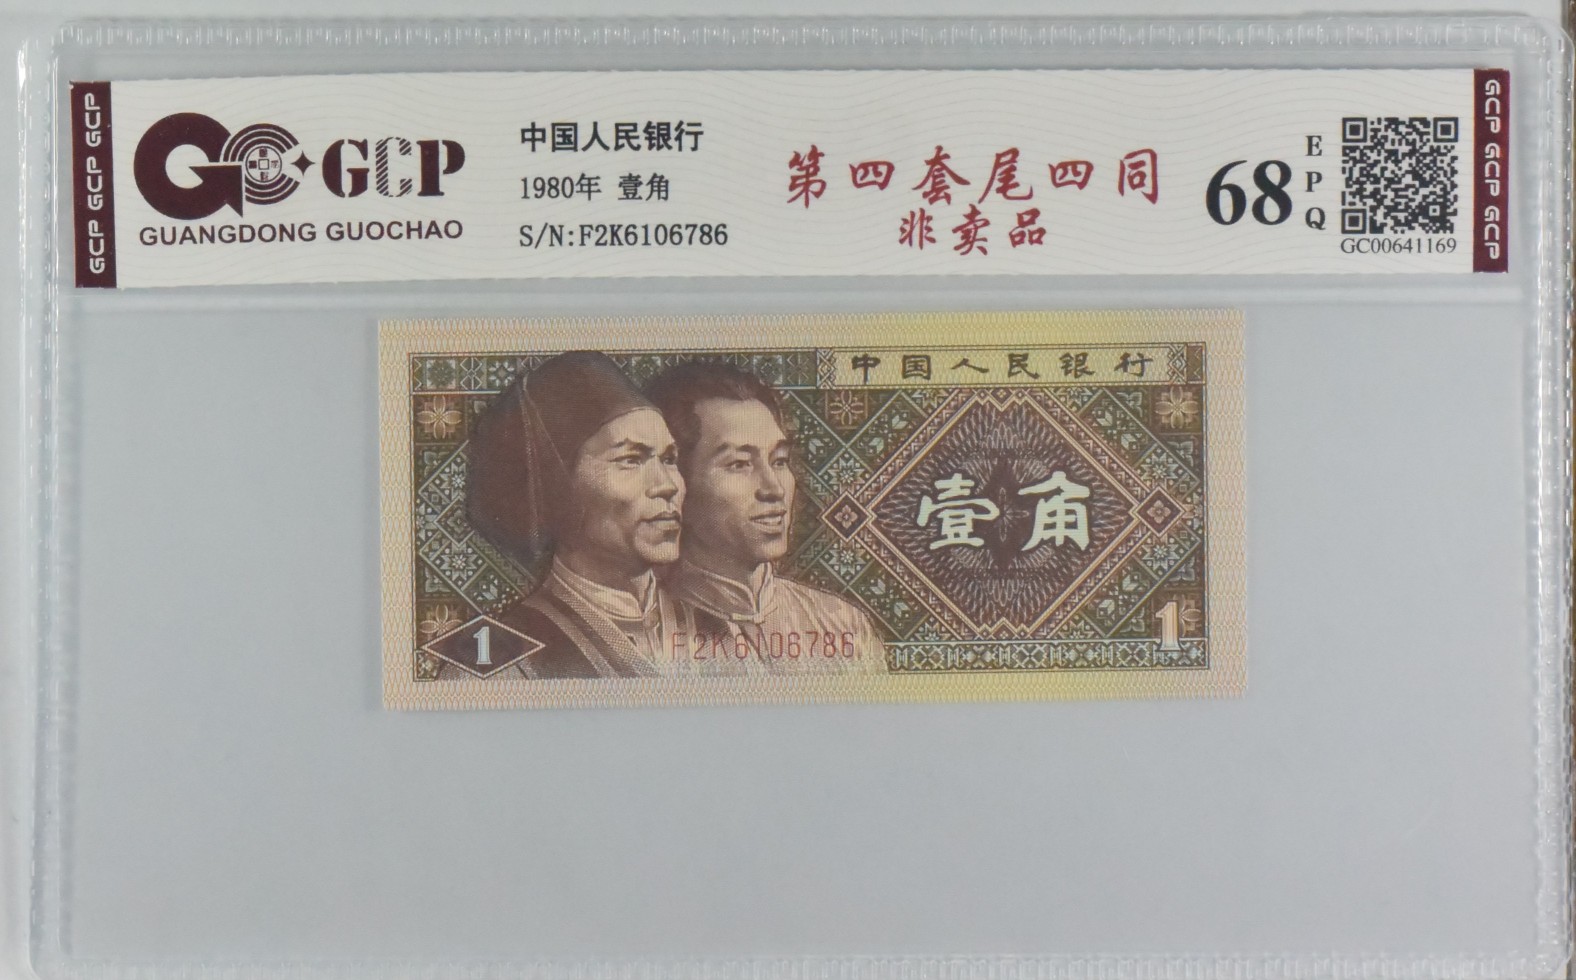 GCP GCP GCP
GCP
GUANGDONG GUOCHAO
中国人民银行
1980年 壹角
S/N:F2K6106786
第四套尾四同
非卖品
68
EPQ
GC00641169
GCP GCP GCP
中国人民银行
壹角
1
F2K6106786
1